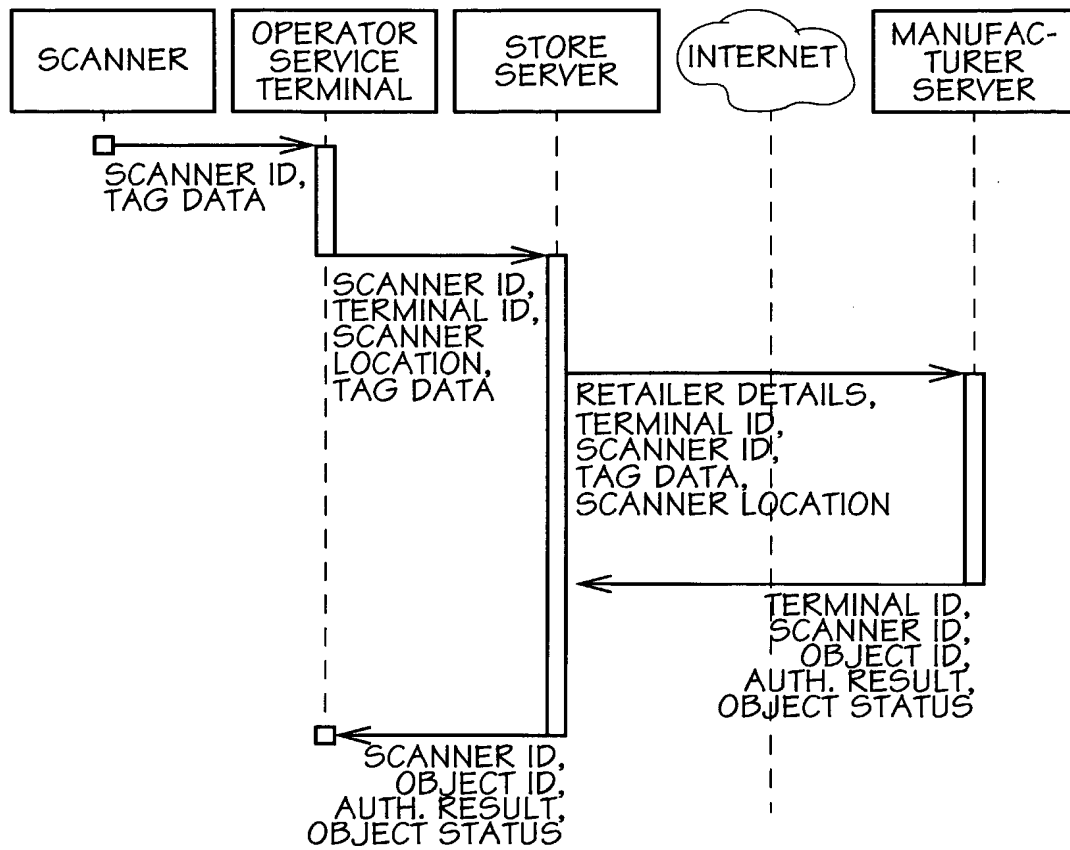 SCANNER
OPERATOR
SERVICE
TERMINAL
STORE
SERVER
INTERNET
MANUFAC-
TURER
SERVER
SCANNER ID,
TAG DATA
SCANNER ID,
TERMINAL ID,
SCANNER
LOCATION,
TAG DATA
RETAILER DETAILS,
TERMINAL ID,
SCANNER ID,
TAG DATA,
SCANNER LOCATION
TERMINAL ID,
SCANNER ID,
OBJECT ID,
AUTH. RESULT,
OBJECT STATUS
SCANNER ID,
OBJECT ID,
AUTH. RESULT,
OBJECT STATUS